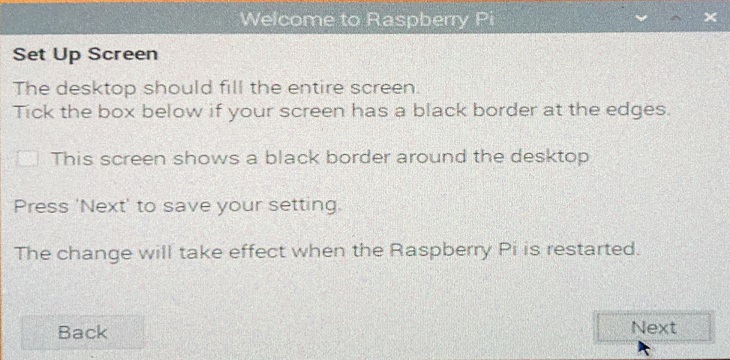 Welcome to Raspberry Pi
Set Up Screen
The desktop should fill the entire screen.
Tick the box below if your screen has a black border at the edges.
This screen shows a black border around the desktop
Press 'Next' to save your setting.
The change will take effect when the Raspberry Pi is restarted.
Back
Next